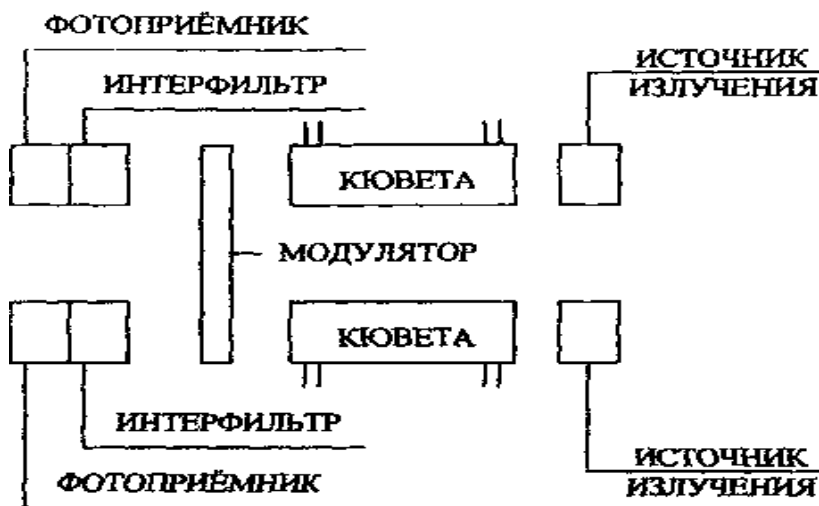 ФОТОПРИЁМНИК
ИСТОЧНИК
ИЗЛУЧЕНИЯ
ИНТЕРФИЛЬТР
КЮВЕТА
МОДУЛЯТОР
КЮВЕТА
ИНТЕРФИЛЬТР
ИСТОЧНИК
ИЗЛУЧЕНИЯ
ФОТОПРИЁМНИК